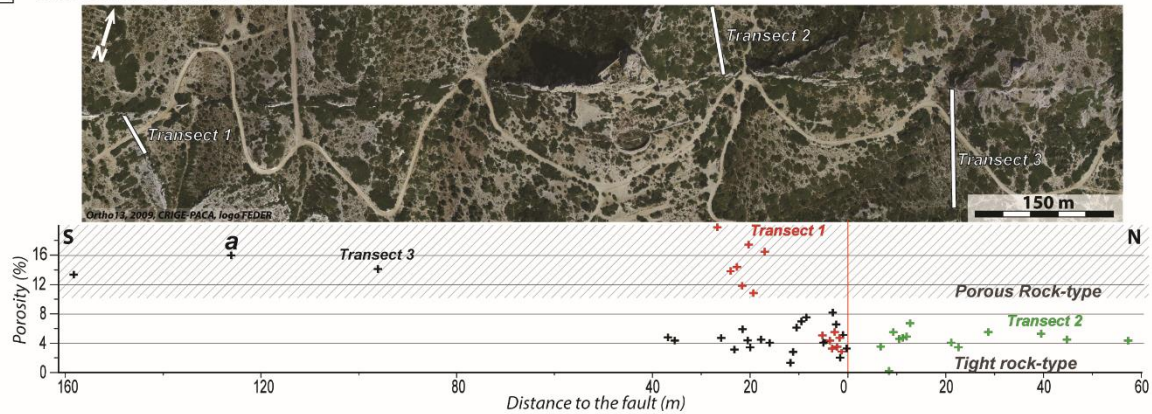 N
Transect 2
Transect 1
Transect 3
Ortho13, 2009, CRIGE-PACA, logo FEDER
150 m
S
a
Transect 3
Transect 1
N
Porous Rock-type
Transect 2
Tight rock-type
Porosity (%)
16
12
8
4
0
160
120
80
40
20
0
20
40
60
Distance to the fault (m)